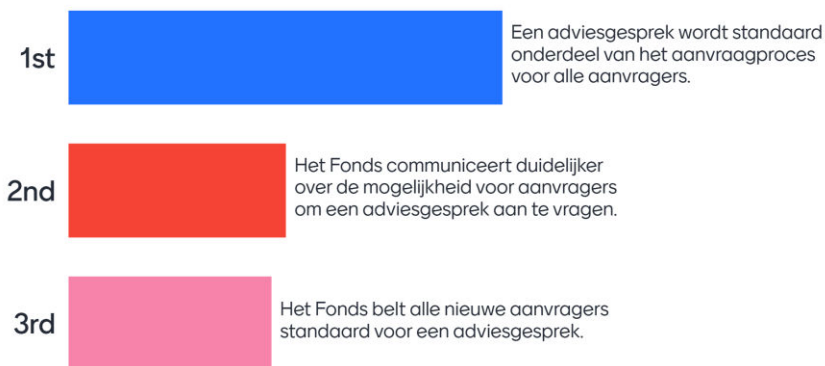 1st
Een adviesgesprek wordt standaard
onderdeel van het aanvraagproces
voor alle aanvragers.
2nd
Het Fonds communiceert duidelijker
over de mogelijkheid voor aanvragers
om een adviesgesprek aan te vragen.
3rd
Het Fonds belt alle nieuwe aanvragers
standaard voor een adviesgesprek.